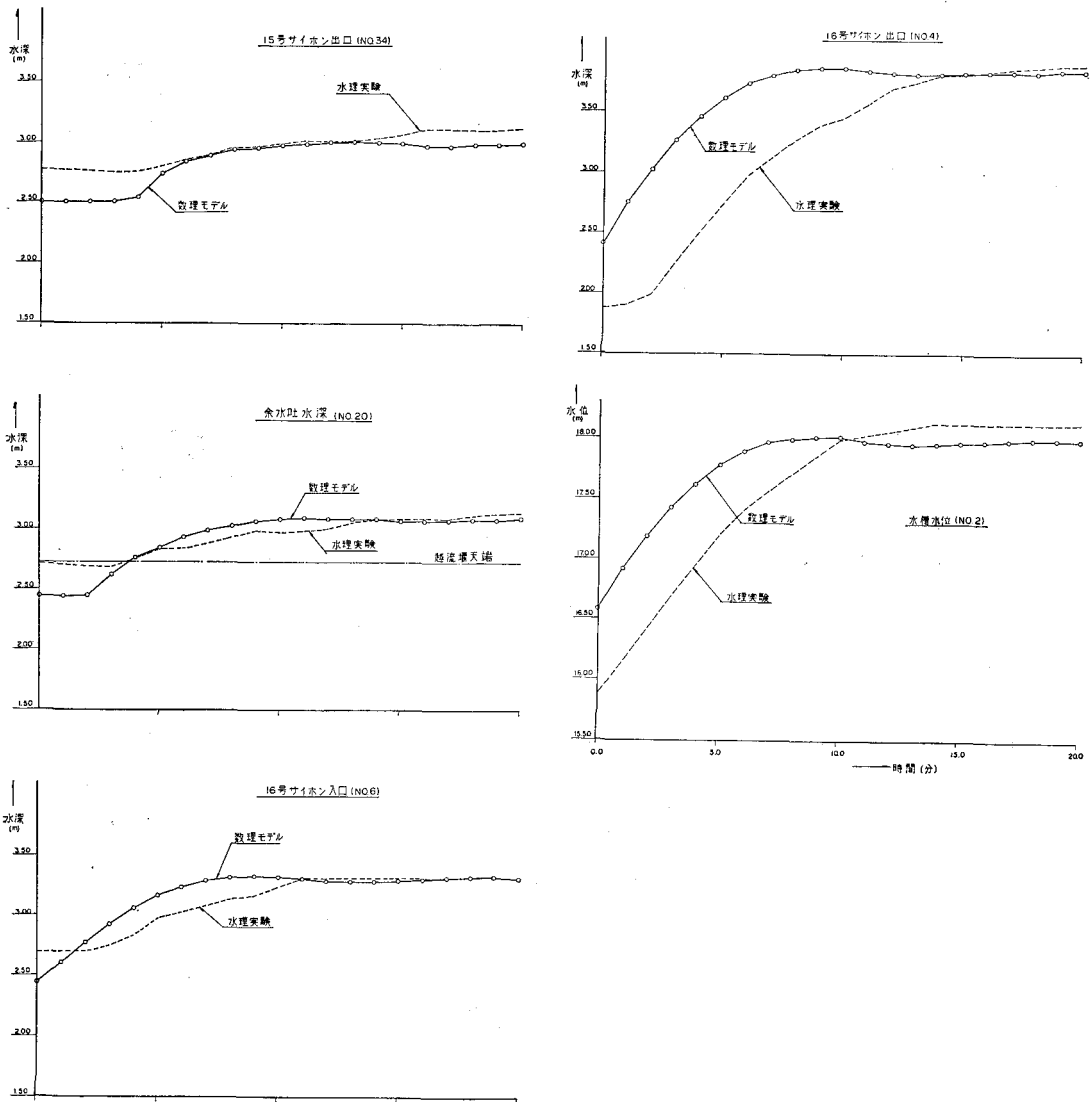 15号サイホン出口 (NO.34)
水深
(m)
3.50
3.00
2.50
2.00
1.50
水理実験
数理モデル
16号サイホン出口 (NO.4)
水深
(m)
3.50
3.00
2.50
2.00
1.50
数理モデル
水理実験
余水吐水深 (NO.20)
水深
(m)
3.50
3.00
2.50
2.00
1.50
数理モデル
水理実験
越流堰天端
水位
(m)
18.00
17.50
17.00
16.50
15.50
数理モデル
水理実験
水槽水位 (NO.2)
0.0
5.0
10.0
15.0
20.0
時間 (分)
16号サイホン入口 (NO.6)
水深
(m)
3.50
3.00
2.50
2.00
1.50
数理モデル
水理実験